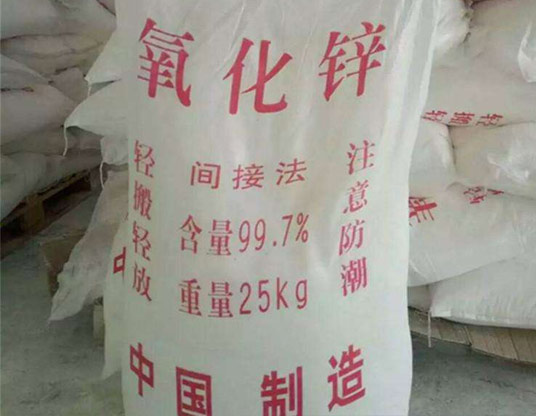 氧化锌
轻搬轻放
间接法
含量99.7%
重量25kg
注意防潮
中国制造